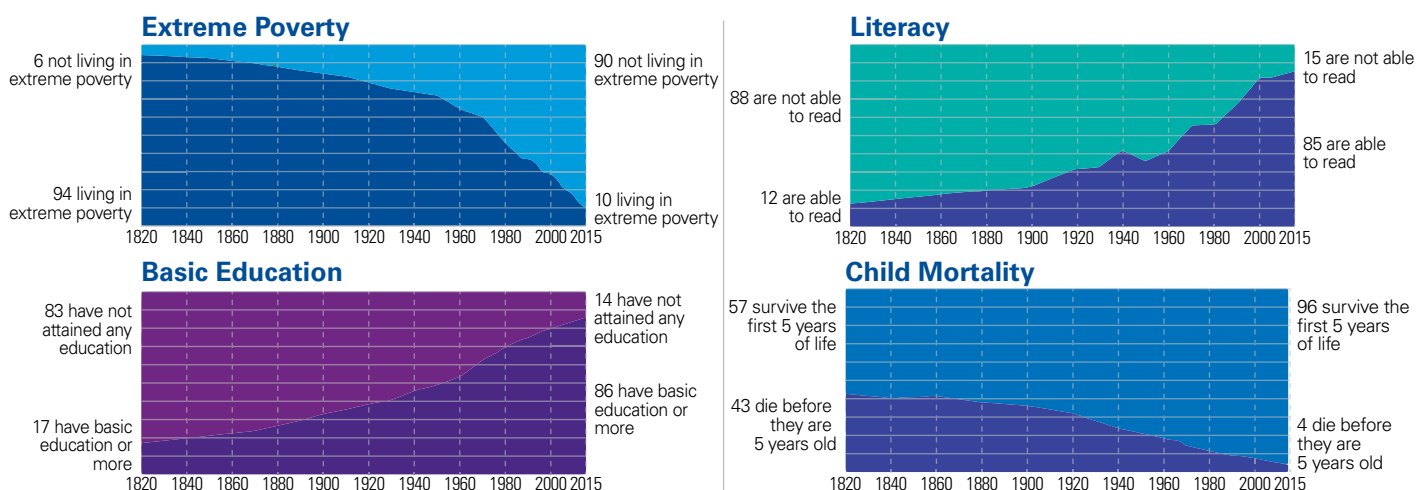 Extreme Poverty
6 not living in
extreme poverty
94 living in
extreme poverty
90 not living in
extreme poverty
10 living in
extreme poverty
1820 1840 1860 1880 1900 1920 1940 1960 1980 2000 2015
Literacy
88 are not able
to read
12 are able
to read
15 are not able
to read
85 are able
to read
1820 1840 1860 1880 1900 1920 1940 1960 1980 2000 2015
Basic Education
83 have not
attained any
education
17 have basic
education or
more
14 have not
attained any
education
86 have basic
education or
more
1820 1840 1860 1880 1900 1920 1940 1960 1980 2000 2015
Child Mortality
57 survive the
first 5 years
of life
43 die before
they are
5 years old
96 survive the
first 5 years
of life
4 die before
they are
5 years old
1820 1840 1860 1880 1900 1920 1940 1960 1980 2000 2015